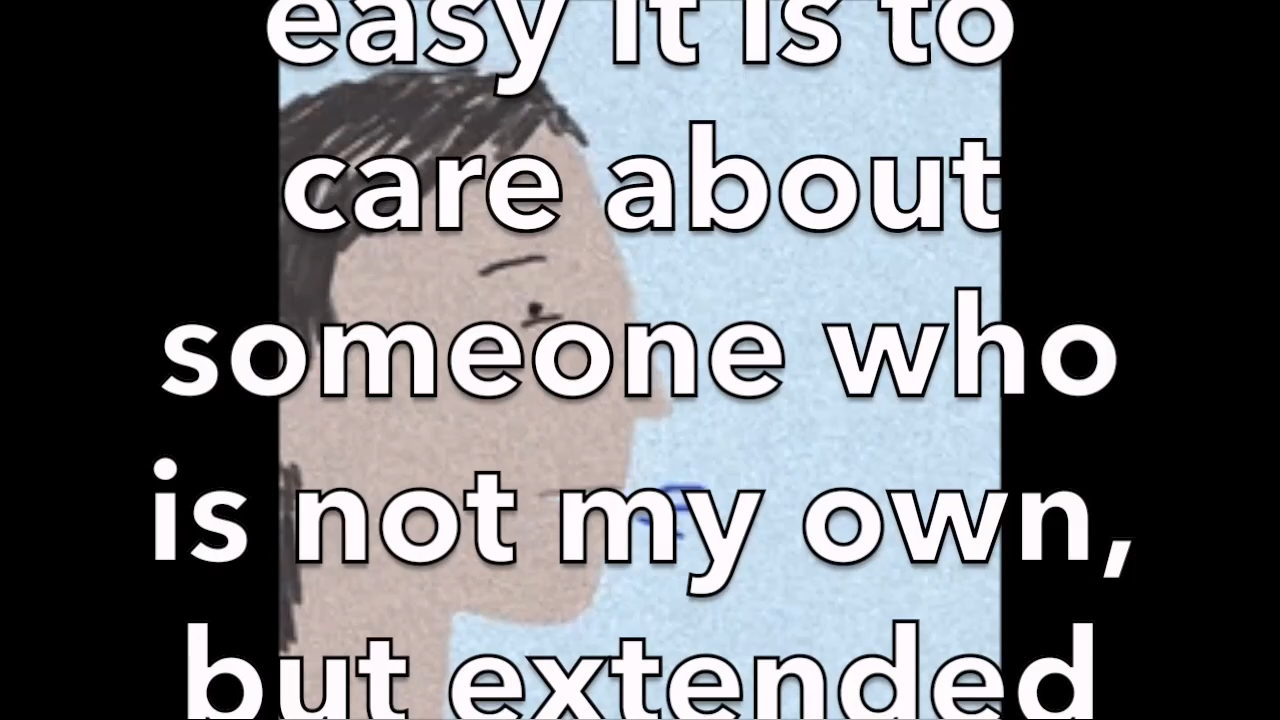 easy it is to
care about
someone who
is not my own,
but extended